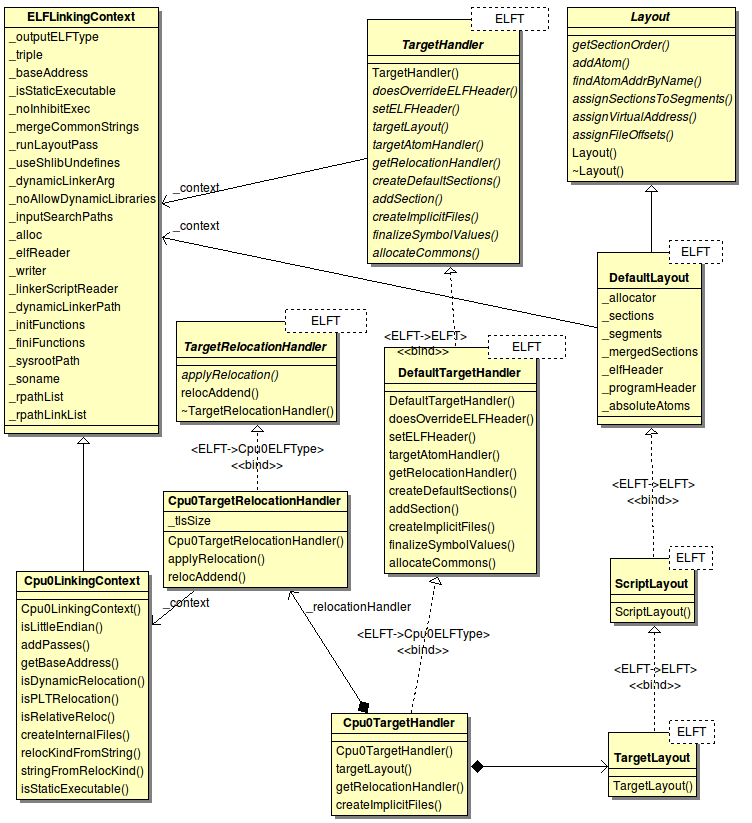 ELFLinkingContext
_outputELFType
_triple
_baseAddress
_isStaticExecutable
_noInhibitExec
_mergeCommonStrings
_runLayoutPass
_useShlibUndefines
_dynamicLinkerArg
_noAllowDynamicLibraries
_inputSearchPaths
_alloc
_elfReader
_writer
_linkerScriptReader
_dynamicLinkerPath
_initFunctions
_finiFunctions
_sysrootPath
_soname
_rpathList
_rpathLinkList
ELFT
TargetHandler
TargetHandler()
doesOverrideELFHeader()
setELFHeader()
targetLayout()
targetAtomHandler()
getRelocationHandler()
createDefaultSections()
addSection()
createImplicitFiles()
finalizeSymbolValues()
allocateCommons()
Layout
getSectionOrder()
addAtom()
findAtomAddrByName()
assignSectionsToSegments()
assignVirtualAddress()
assignFileOffsets()
Layout()
~Layout()
_context
_context
ELFT
DefaultLayout
_allocator
_sections
_segments
_mergedSections
_elfHeader
_programHeader
_absoluteAtoms
ELFT
TargetRelocationHandler
applyRelocation()
relocAddend()
~TargetRelocationHandler()
<ELFT->ELFT>
<<bind>>
ELFT
DefaultTargetHandler
DefaultTargetHandler()
doesOverrideELFHeader()
setELFHeader()
targetAtomHandler()
getRelocationHandler()
createDefaultSections()
addSection()
createImplicitFiles()
finalizeSymbolValues()
allocateCommons()
<ELFT->Cpu0ELFType>
<<bind>>
<ELFT->ELFT>
<<bind>>
Cpu0TargetRelocationHandler
_tlsSize
Cpu0TargetRelocationHandler()
applyRelocation()
relocAddend()
ELFT
ScriptLayout
ScriptLayout()
Cpu0LinkingContext
Cpu0LinkingContext()
isLittleEndian()
addPasses()
getBaseAddress()
isDynamicRelocation()
isPLTRelocation()
isRelativeReloc()
createInternalFiles()
relocKindFromString()
stringFromRelocKind()
isStaticExecutable()
_context
_relocationHandler
<ELFT->Cpu0ELFType>
<<bind>>
<ELFT->ELFT>
<<bind>>
Cpu0TargetHandler
Cpu0TargetHandler()
targetLayout()
getRelocationHandler()
createImplicitFiles()
ELFT
TargetLayout
TargetLayout()